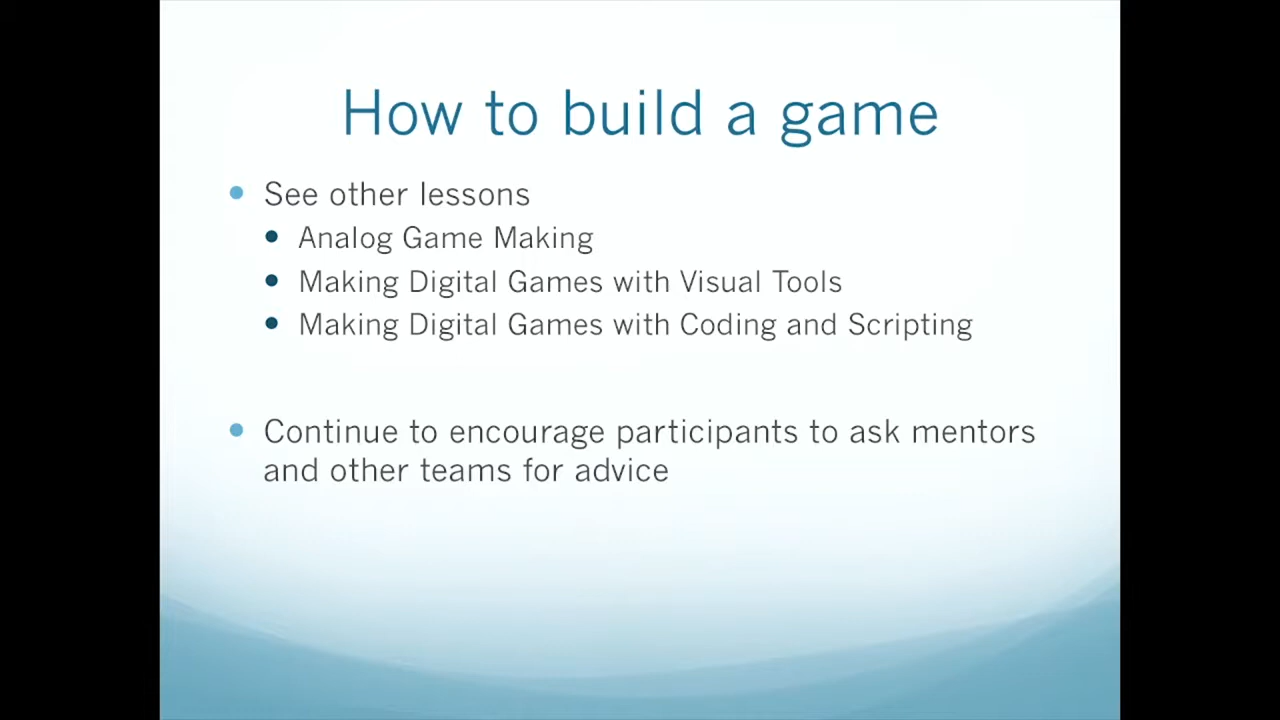 How to build a game
See other lessons
Analog Game Making
Making Digital Games with Visual Tools
Making Digital Games with Coding and Scripting
Continue to encourage participants to ask mentors
and other teams for advice